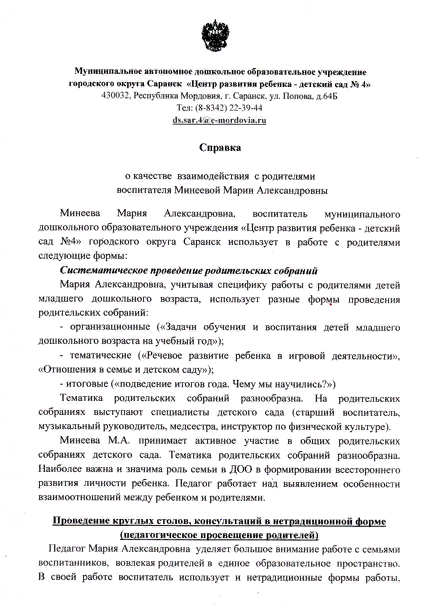 Муниципальное автономное дошкольное образовательное учреждение
городского округа Саранск «Центр развития ребенка - детский сад № 4»
430032, Республика Мордовия, г. Саранск, ул. Попова, д.64Б
Тел: (8-8342) 22-39-44
ds.sar.4@e-mordovia.ru
Справка
о качестве взаимодействия с родителями
воспитателя Минеевой Марии Александровны
Минеева Мария Александровна, воспитатель муниципального
дошкольного образовательного учреждения «Центр развития ребенка - детский
сад №4» городского округа Саранск использует в работе с родителями
следующие формы:
Систематическое проведение родительских собраний
Мария Александровна, учитывая специфику работы с родителями детей
младшего дошкольного возраста, использует разные формы проведения
родительских собраний:
- организационные («Задачи обучения и воспитания детей младшего
дошкольного возраста на учебный год»);
- тематические («Речевое развитие ребенка в игровой деятельности»,
«Отношения в семье и детском саду»);
- итоговые («подведение итогов года. Чему мы научились?»)
Тематика родительских собраний разнообразна. На родительских
собраниях выступают специалисты детского сада (старший воспитатель,
музыкальный руководитель, медсестра, инструктор по физической культуре).
Минеева М.А. принимает активное участие в общих родительских
собраниях детского сада. Тематика родительских собраний разнообразна.
Наиболее важна и значима роль семьи в ДОО в формировании всестороннего
развития личности ребенка. Педагог работает над выявлением особенности
взаимоотношений между ребенком и родителями.
Проведение круглых столов, консультаций в нетрадиционной форме
(педагогическое просвещение родителей)
Педагог Мария Александровна уделяет большое внимание работе с семьями
воспитанников, вовлекая родителей в единое образовательное пространство.
В своей работе воспитатель использует и нетрадиционные формы работы,